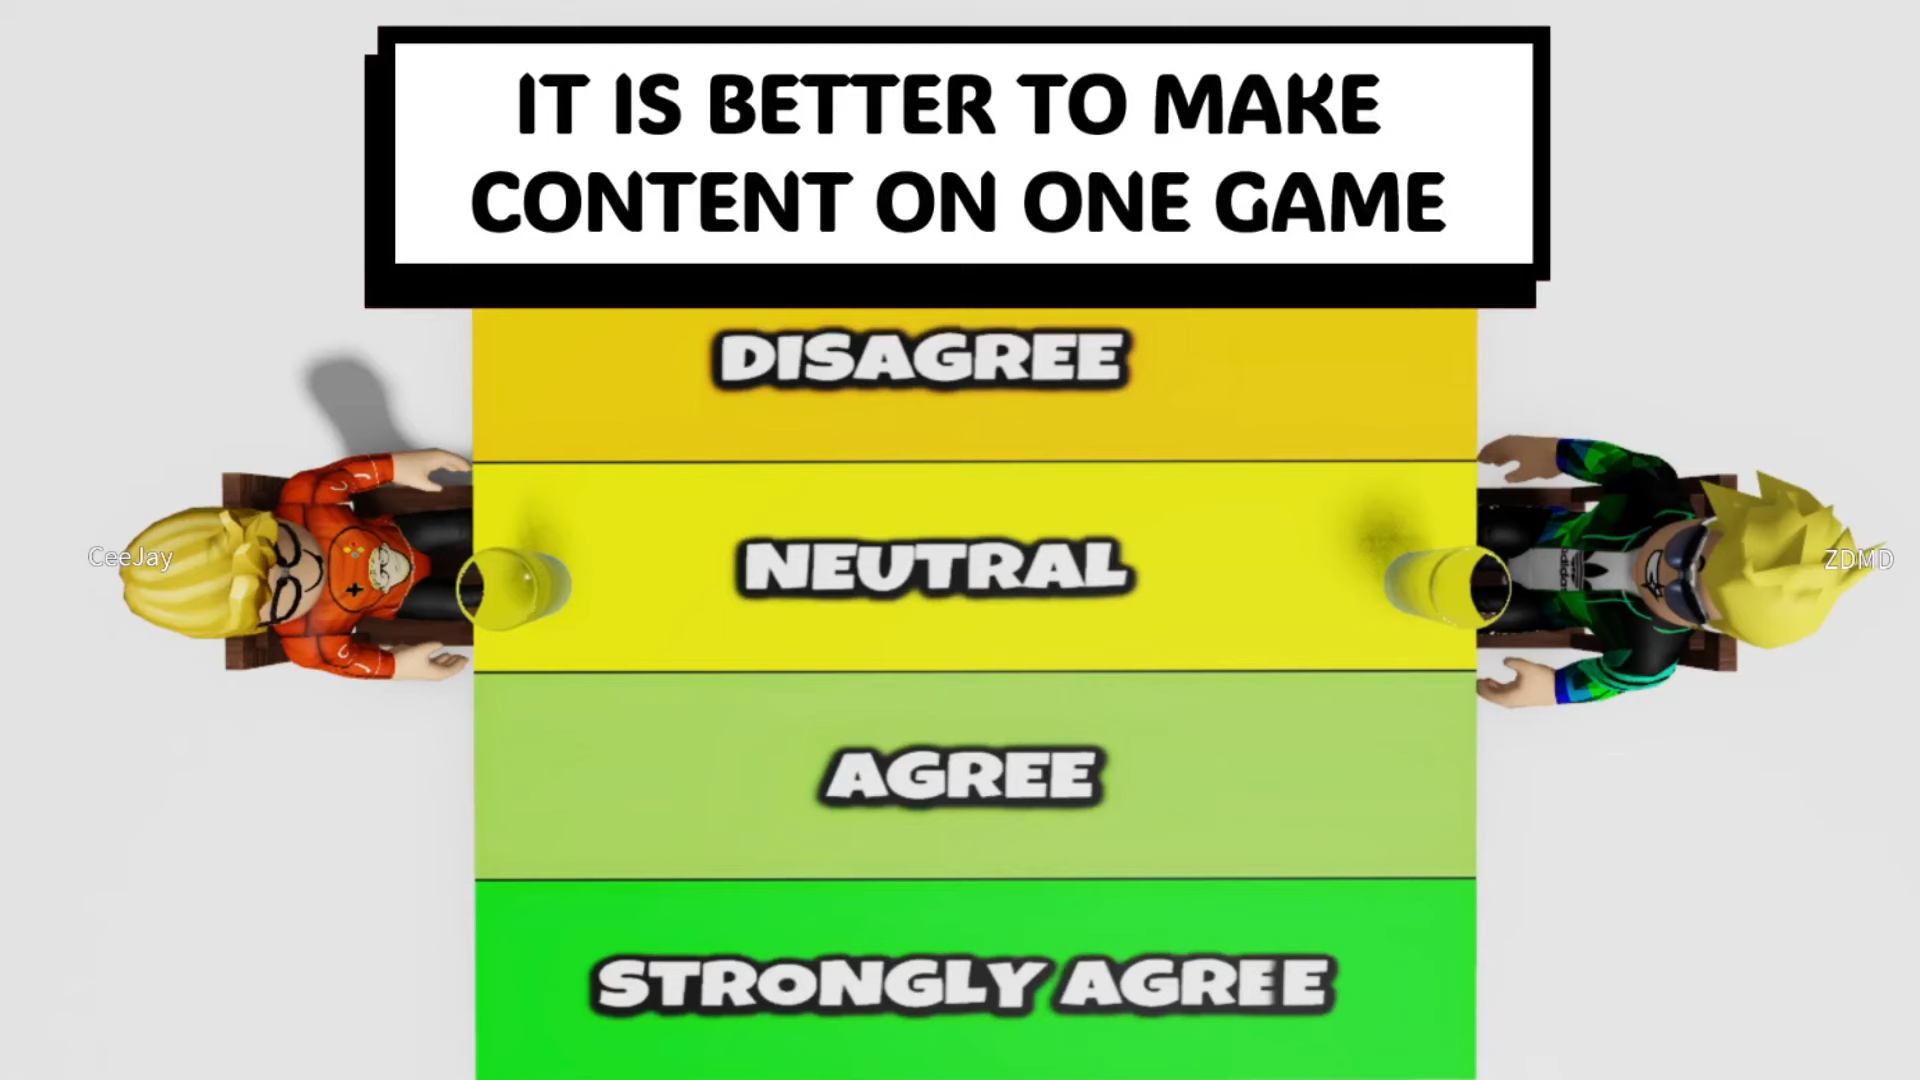 IT IS BETTER TO MAKE
CONTENT ON ONE GAME
DISAGREE
CeeJay
NEUTRAL
ZDMD
AGREE
STRONGLY AGREE